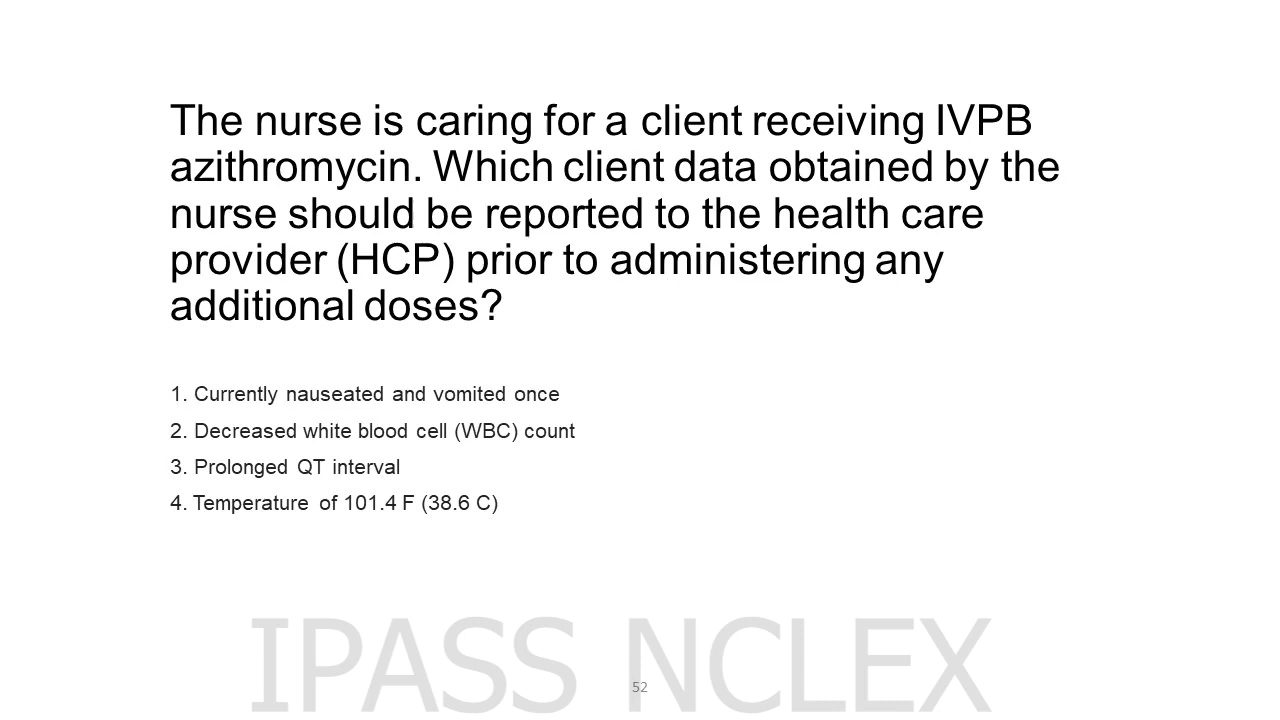 The nurse is caring for a client receiving IVPB
azithromycin. Which client data obtained by the
nurse should be reported to the health care
provider (HCP) prior to administering any
additional doses?
1. Currently nauseated and vomited once
2. Decreased white blood cell (WBC) count
3. Prolonged QT interval
4. Temperature of 101.4 F (38.6 C)
IPASS NCLEX
52